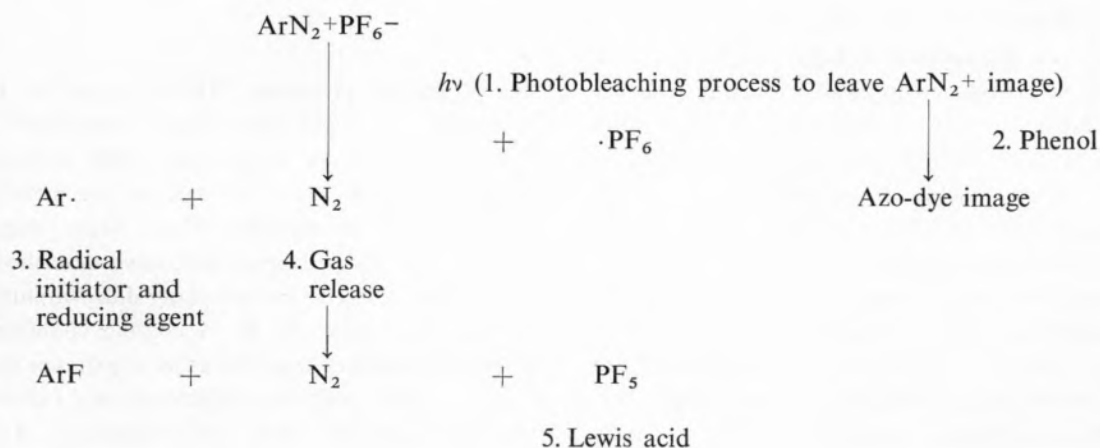 ArN₂+PF₆−
hν (1. Photobleaching process to leave ArN₂+ image)
+ ·PF₆ 2. Phenol
Ar· + N₂ Azo-dye image
3. Radical 4. Gas
initiator and release
reducing agent
ArF + N₂ + PF₅
5. Lewis acid